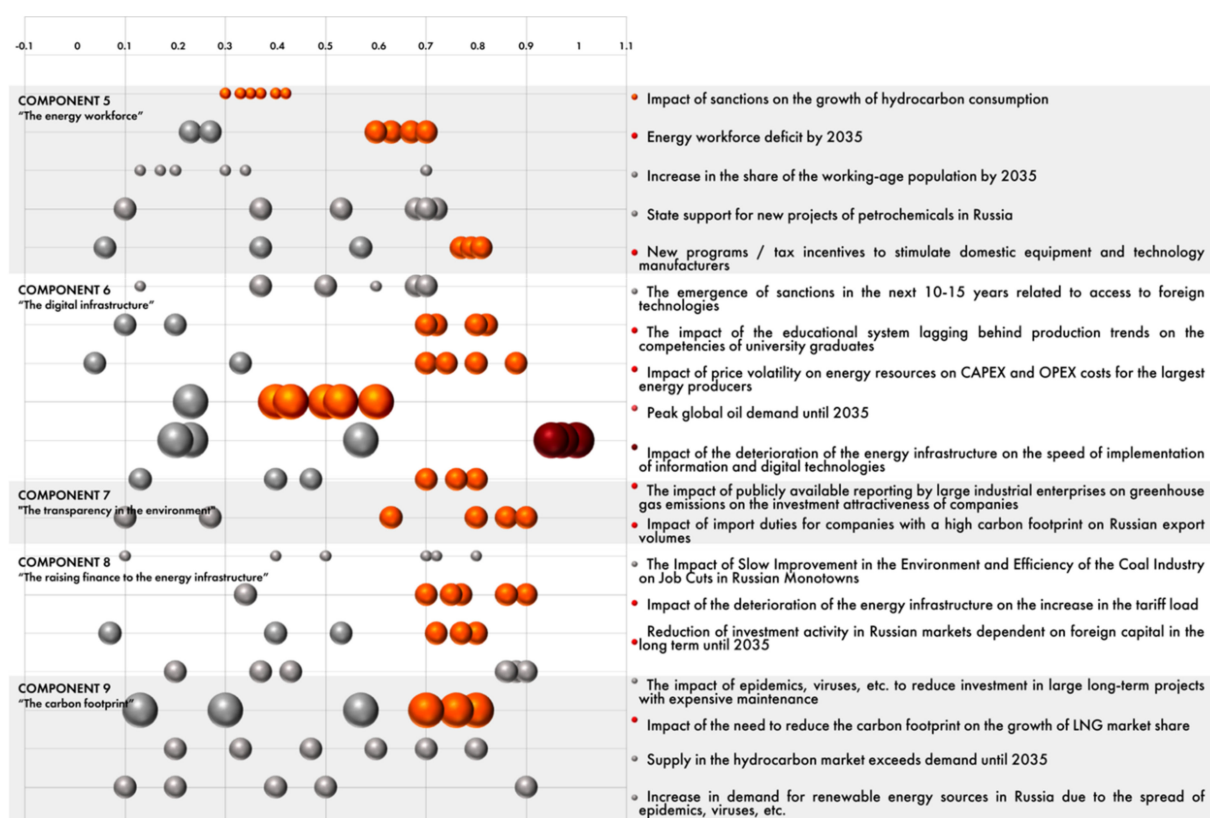 -0.1 0 0.1 0.2 0.3 0.4 0.5 0.6 0.7 0.8 0.9 1 1.1
COMPONENT 5
“The energy workforce”
Impact of sanctions on the growth of hydrocarbon consumption
Energy workforce deficit by 2035
Increase in the share of the working-age population by 2035
State support for new projects of petrochemicals in Russia
New programs / tax incentives to stimulate domestic equipment and technology
manufacturers
COMPONENT 6
“The digital infrastructure”
The emergence of sanctions in the next 10-15 years related to access to foreign
technologies
The impact of the educational system lagging behind production trends on the
competencies of university graduates
Impact of price volatility on energy resources on CAPEX and OPEX costs for the largest
energy producers
Peak global oil demand until 2035
Impact of the deterioration of the energy infrastructure on the speed of implementation
of information and digital technologies
COMPONENT 7
"The transparency in the environment"
The impact of publicly available reporting by large industrial enterprises on greenhouse
gas emissions on the investment attractiveness of companies
Impact of import duties for companies with a high carbon footprint on Russian export
volumes
COMPONENT 8
“The raising finance to the energy infrastructure”
The Impact of Slow Improvement in the Environment and Efficiency of the Coal Industry
on Job Cuts in Russian Monotowns
Impact of the deterioration of the energy infrastructure on the increase in the tariff load
Reduction of investment activity in Russian markets dependent on foreign capital in the
long term until 2035
COMPONENT 9
“The carbon footprint”
The impact of epidemics, viruses, etc. to reduce investment in large long-term projects
with expensive maintenance
Impact of the need to reduce the carbon footprint on the growth of LNG market share
Supply in the hydrocarbon market exceeds demand until 2035
Increase in demand for renewable energy sources in Russia due to the spread of
epidemics, viruses, etc.